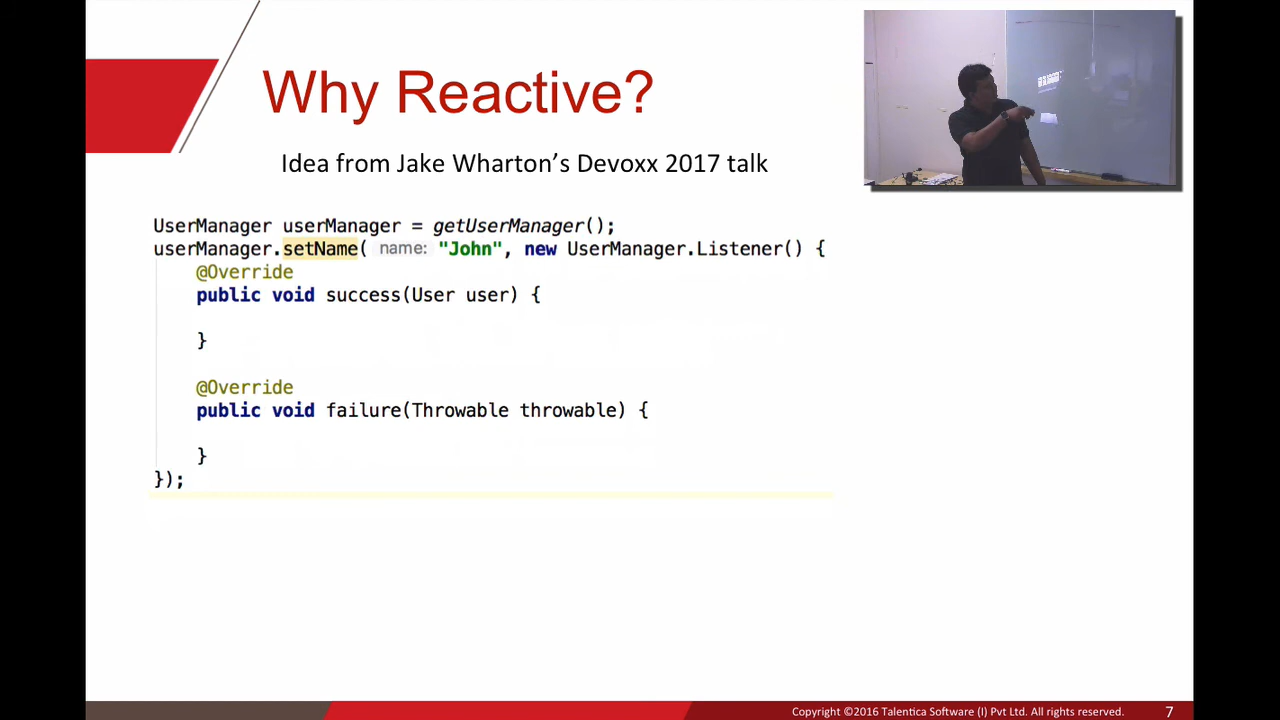 Why Reactive?
Idea from Jake Wharton’s Devoxx 2017 talk
UserManager userManager = getUserManager();
userManager.setName( name: "John", new UserManager.Listener() {
@Override
public void success(User user) {
}
@Override
public void failure(Throwable throwable) {
}
});
Copyright ©2016 Talentica Software (I) Pvt Ltd. All rights reserved.
7